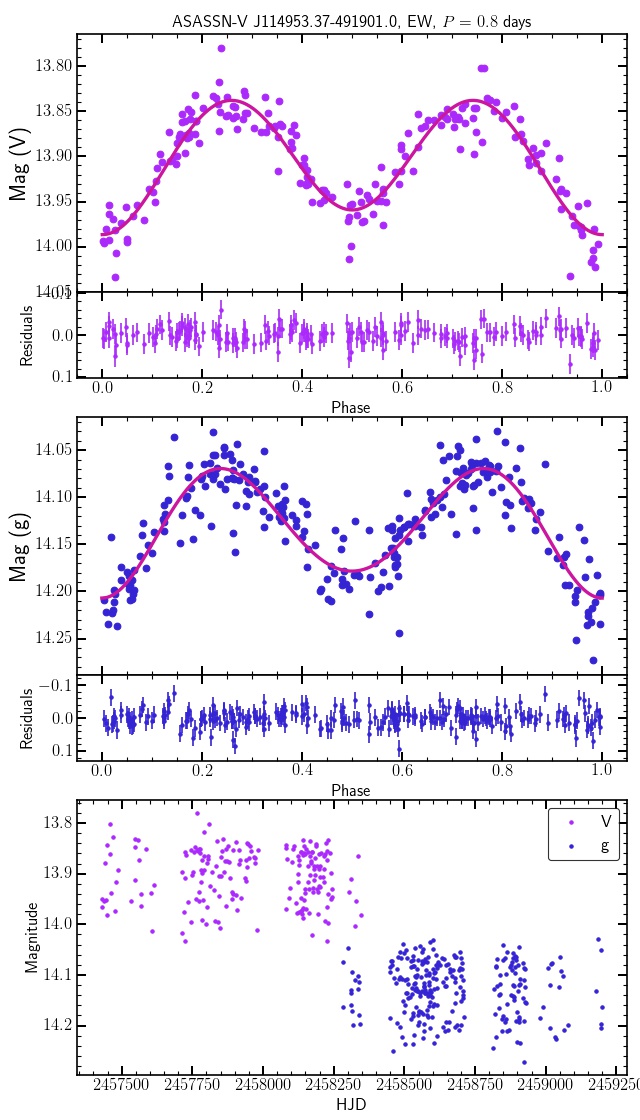 ASASSN-V J114953.37-491901.0, EW, P = 0.8 days
Mag (V)
13.80
13.85
13.90
13.95
14.00
14.05
Residuals
−0.1
0.0
0.1
0.0 0.2 0.4 0.6 0.8 1.0
Phase
Mag (g)
14.05
14.10
14.15
14.20
14.25
Residuals
−0.1
0.0
0.1
0.0 0.2 0.4 0.6 0.8 1.0
Phase
V
g
Magnitude
13.8
13.9
14.0
14.1
14.2
2457500 2457750 2458000 2458250 2458500 2458750 2459000 2459250
HJD